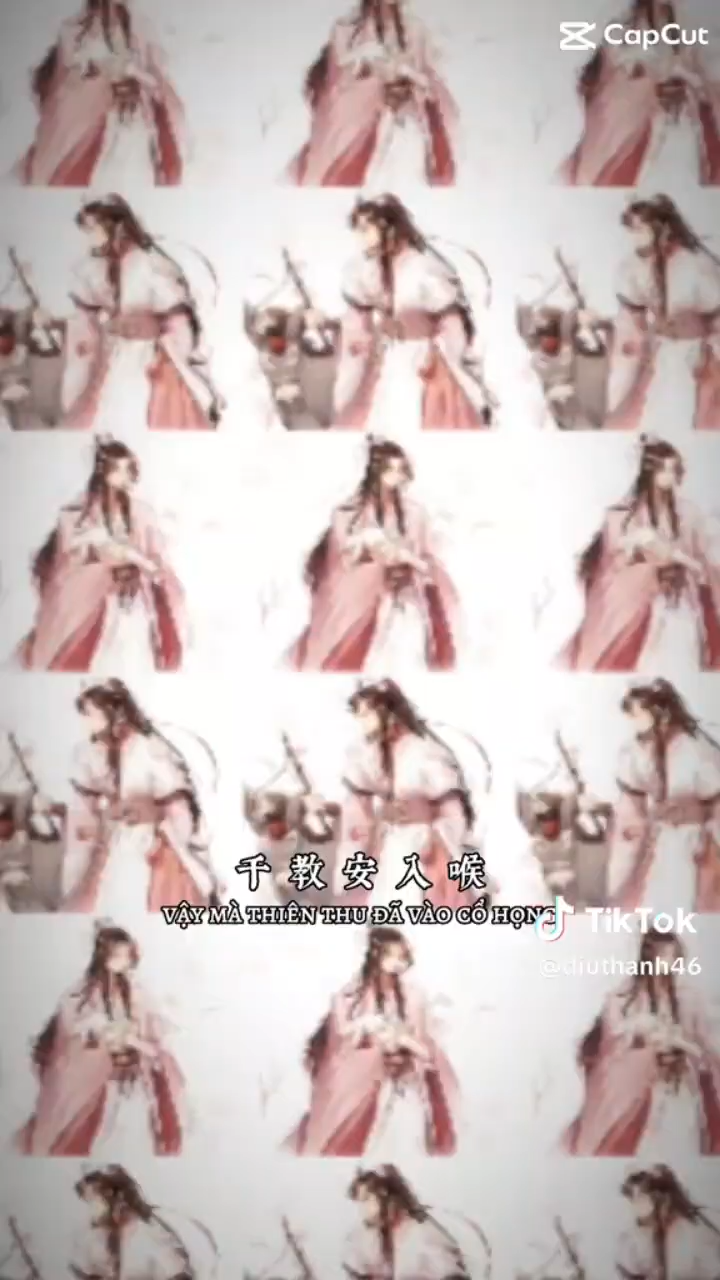 CapCut
千教安入喉
VẬY MÀ THIÊN THU ĐÃ VÀO CỔ HỌNG
TikTok
@diuthanh46